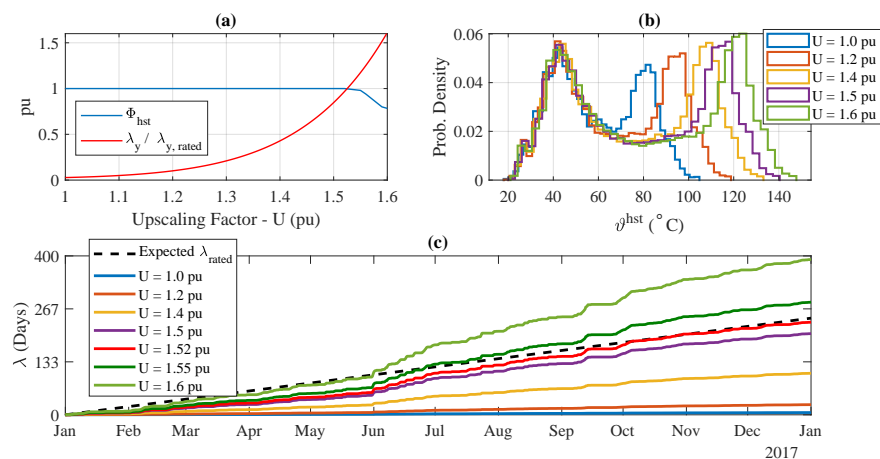 (a)
1.5
1
0.5
0
pu
Φhst
λy / λy, rated
1
1.1
1.2
1.3
1.4
1.5
1.6
Upscaling Factor - U (pu)
(b)
0.06
0.04
0.02
0
Prob. Density
U = 1.0 pu
U = 1.2 pu
U = 1.4 pu
U = 1.5 pu
U = 1.6 pu
20
40
60
80
100
120
140
ϑhst (°C)
(c)
400
267
133
0
λ (Days)
Expected λrated
U = 1.0 pu
U = 1.2 pu
U = 1.4 pu
U = 1.5 pu
U = 1.52 pu
U = 1.55 pu
U = 1.6 pu
Jan
Feb
Mar
Apr
May
Jun
Jul
Aug
Sep
Oct
Nov
Dec
Jan
2017